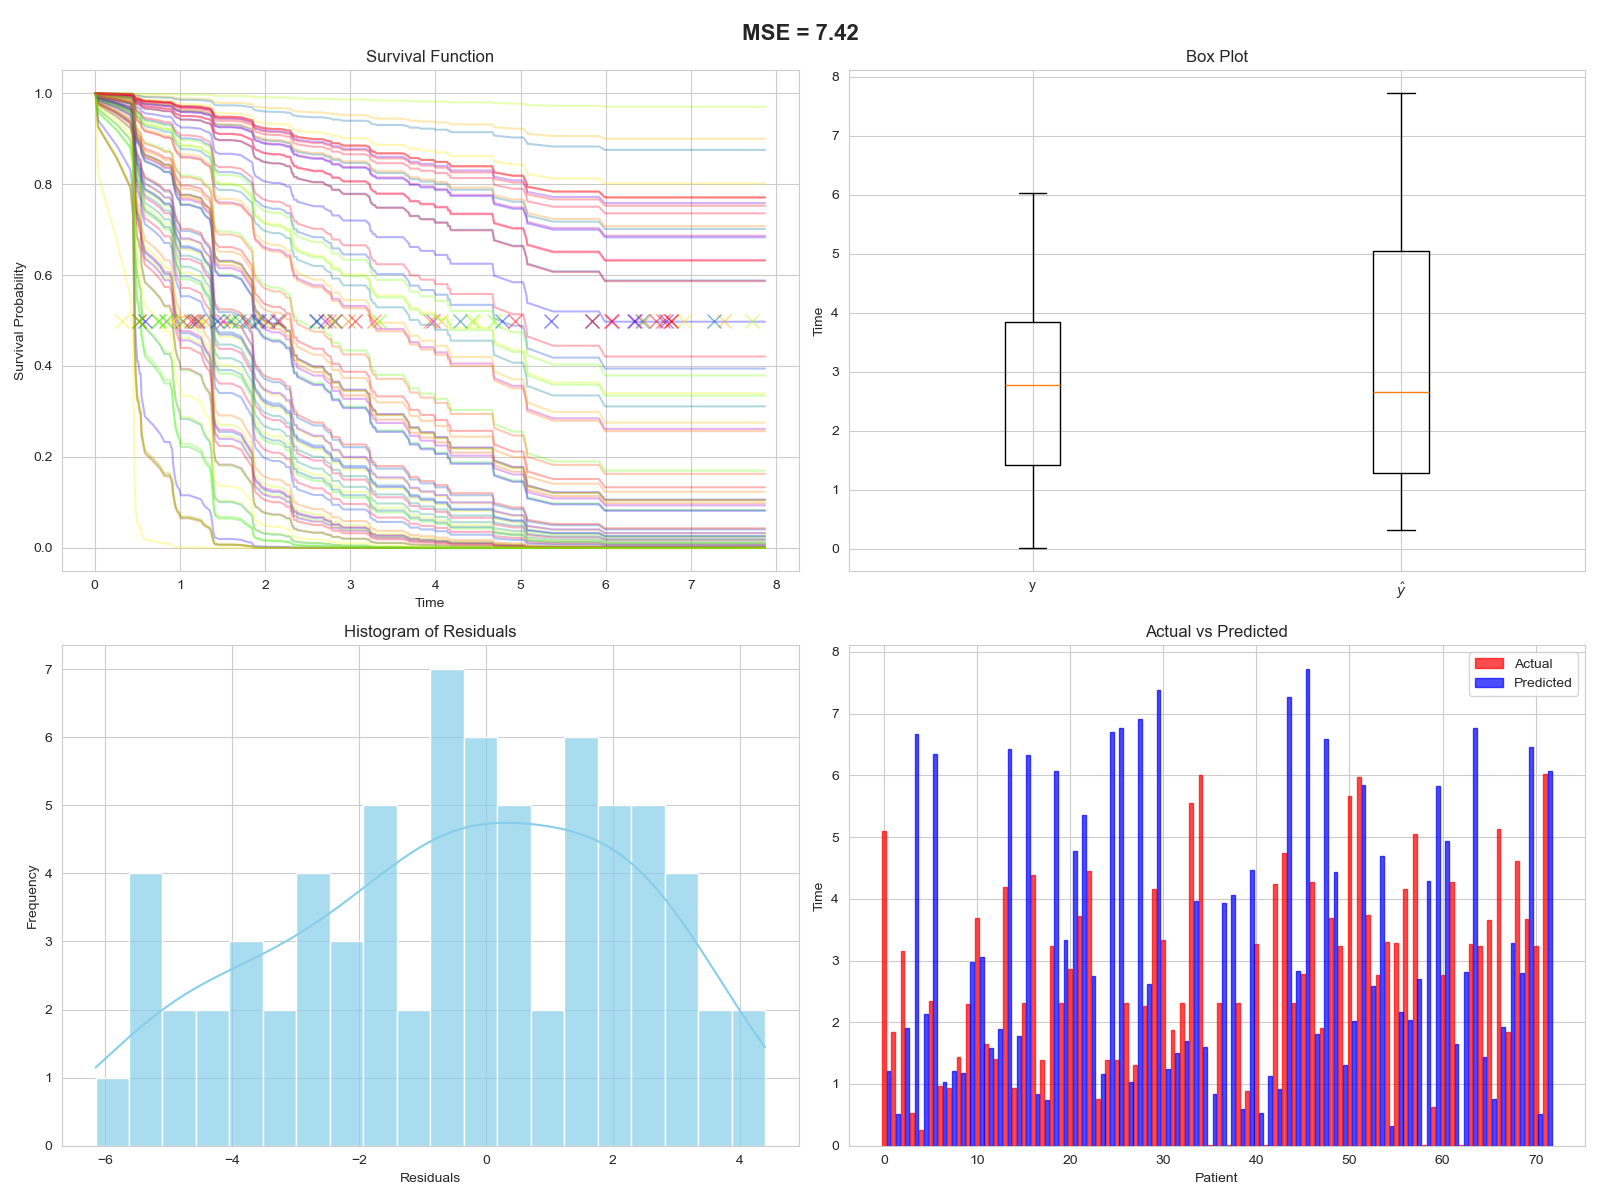 MSE = 7.42
Survival Function
1.0
0.8
0.6
0.4
0.2
0.0
Survival Probability
0 1 2 3 4 5 6 7 8
Time
Box Plot
8
7
6
5
4
3
2
1
0
Time
y ŷ
Histogram of Residuals
7
6
5
4
3
2
1
0
Frequency
−6 −4 −2 0 2 4
Residuals
Actual vs Predicted
8
7
6
5
4
3
2
1
0
Time
Actual
Predicted
0 10 20 30 40 50 60 70
Patient